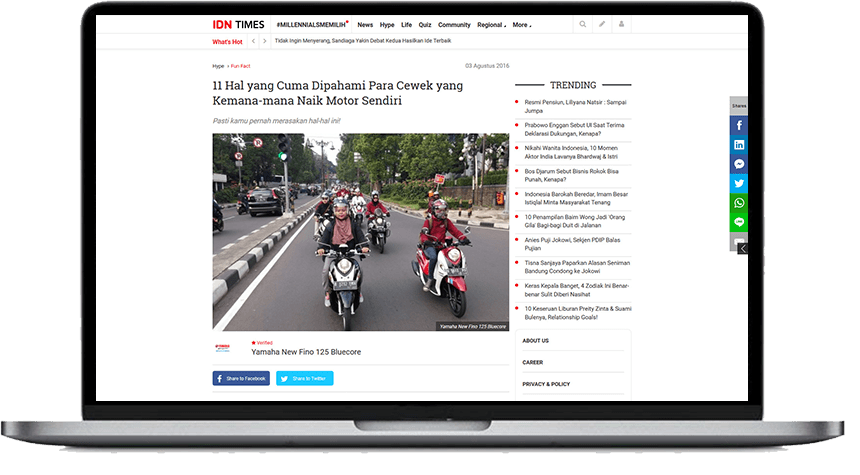 IDN TIMES
#MILLENNIALSMEMILIH
News Hype Life Quiz Community Regional More
What's Hot
Tidak Ingin Menyerang, Sandiaga Yakin Debat Kedua Hasilkan Ide Terbaik
Hype Fun Fact
03 Agustus 2016
11 Hal yang Cuma Dipahami Para Cewek yang
Kemana-mana Naik Motor Sendiri
Pasti kamu pernah merasakan hal-hal ini!
Yamaha New Fino 125 Bluecore
Verified
Yamaha New Fino 125 Bluecore
Share to Facebook
Share to Twitter
TRENDING
Resmi Pensiun, Liliyana Natsir : Sampai
Jumpa
Prabowo Enggan Sebut UI Saat Terima
Deklarasi Dukungan, Kenapa?
Nikahi Wanita Indonesia, 10 Momen
Aktor India Lavanya Bhardwaj & Istri
Bos Djarum Sebut Bisnis Rokok Bisa
Punah, Kenapa?
Indonesia Barokah Beredar, Imam Besar
Istiqlal Minta Masyarakat Tenang
10 Penampilan Baim Wong Jadi 'Orang
Gila' Bagi-bagi Duit di Jalanan
Anies Puji Jokowi, Sekjen PDIP Balas
Pujian
Tisna Sanjaya Paparkan Alasan Seniman
Bandung Condong ke Jokowi
Keras Kepala Banget, 4 Zodiak Ini Benar-
benar Sulit Diberi Nasihat
10 Keseruan Liburan Preity Zinta & Suami
Bulenya, Relationship Goals!
ABOUT US
CAREER
PRIVACY & POLICY
Shares